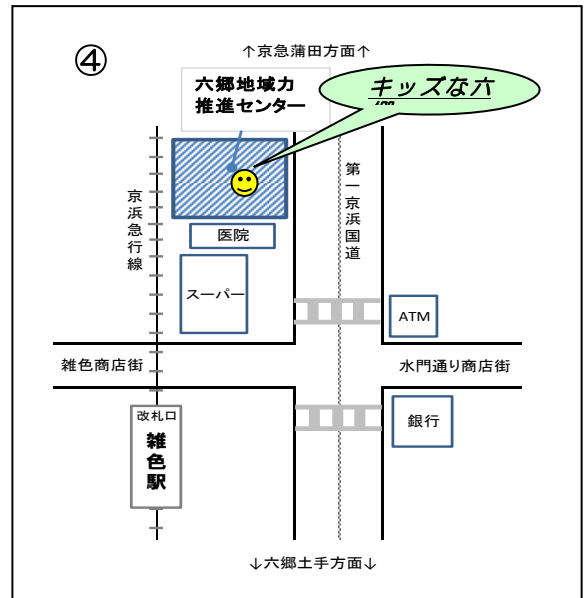 ④
↑京急蒲田方面↑
六郷地域力
推進センター
キッズな六
京浜急行線
第一京浜国道
医院
スーパー
ATM
雑色商店街
水門通り商店街
改札口
雑色駅
銀行
↓六郷土手方面↓